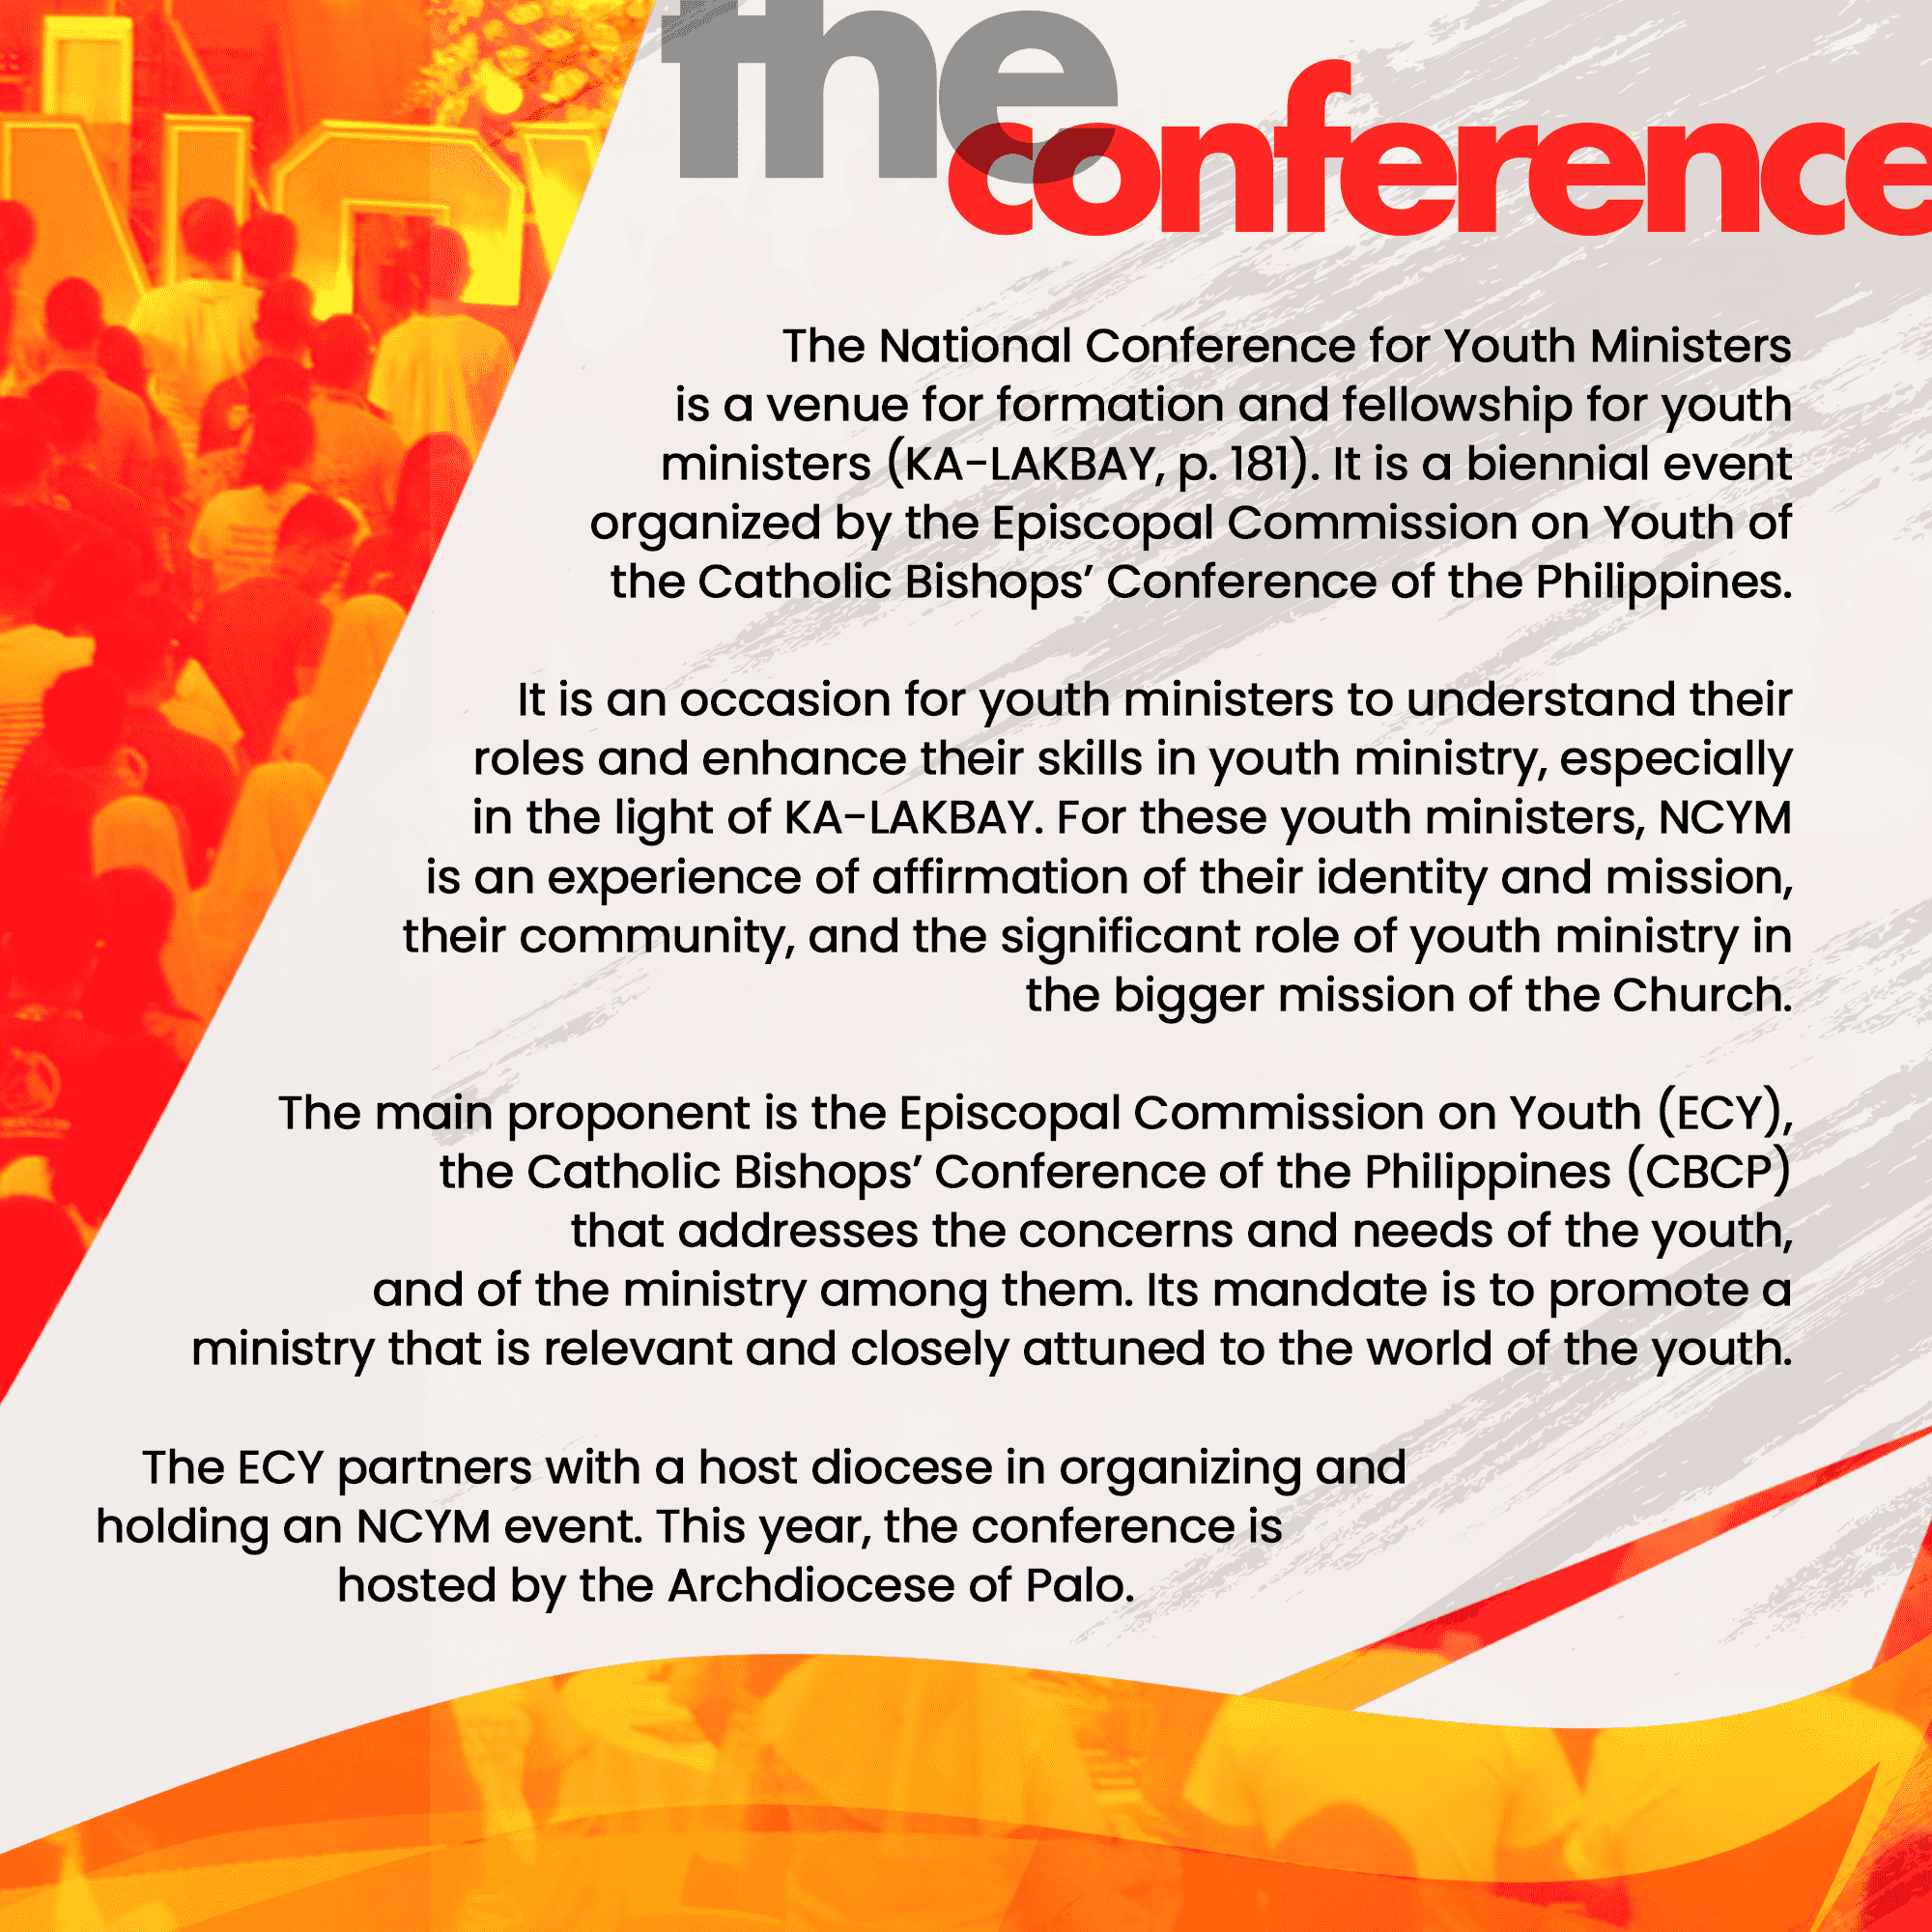 the
conference
The National Conference for Youth Ministers
is a venue for formation and fellowship for youth
ministers (KA-LAKBAY, p. 181). It is a biennial event
organized by the Episcopal Commission on Youth of
the Catholic Bishops’ Conference of the Philippines.
It is an occasion for youth ministers to understand their
roles and enhance their skills in youth ministry, especially
in the light of KA-LAKBAY. For these youth ministers, NCYM
is an experience of affirmation of their identity and mission,
their community, and the significant role of youth ministry in
the bigger mission of the Church.
The main proponent is the Episcopal Commission on Youth (ECY),
the Catholic Bishops’ Conference of the Philippines (CBCP)
that addresses the concerns and needs of the youth,
and of the ministry among them. Its mandate is to promote a
ministry that is relevant and closely attuned to the world of the youth.
The ECY partners with a host diocese in organizing and
holding an NCYM event. This year, the conference is
hosted by the Archdiocese of Palo.